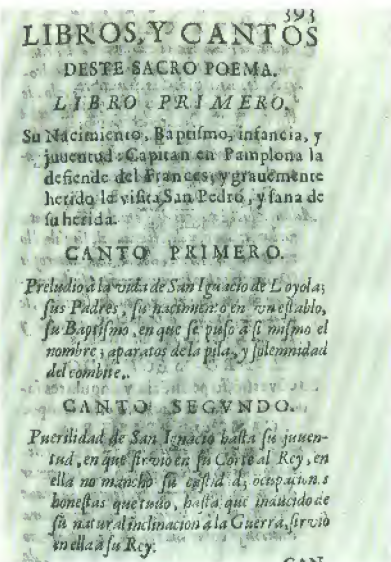 393
LIBROS, Y CANTOS
DESTE SACRO POEMA.
LIBRO PRIMERO.
Su Nacimiento, Baptismo, infancia, y
juuentud: Capitan en Pamplona la
defiende del Frances, y grauemente
herido le visita San Pedro, y sana de
su herida.
CANTO PRIMERO.
Preludio à la vida de San Ignacio de Loyola;
sus Padres, su nacimiento en vn establo,
su Baptismo, en que se puso à si mismo el
nombre; aparatos de la pila, y solemnidad
del combite.
CANTO SEGVNDO.
Puerilidad de San Ignacio hasta su juuen-
tud, en que siruiò en su Corte al Rey, en
ella no manchò su castidad; ocupaciones
honestas que tuuo, hasta que inducido de
su natural inclinacion à la Guerra, siruiò
en ella à su Rey.
CAN-